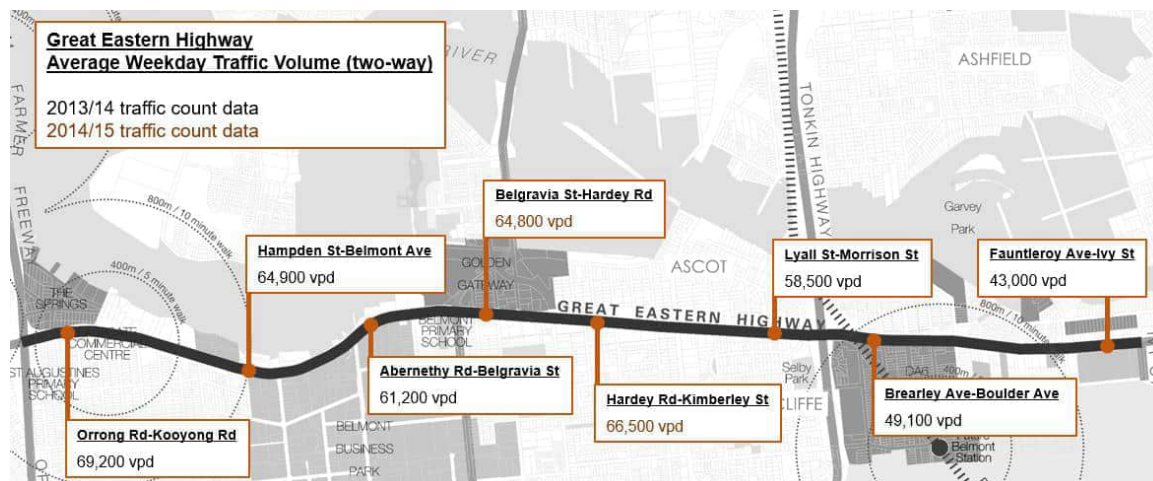 Great Eastern Highway
Average Weekday Traffic Volume (two-way)
2013/14 traffic count data
2014/15 traffic count data
RIVER
ASHFIELD
FARMER
FREEWAY
TONKIN HIGHWAY
800m / 10 minute walk
400m / 5 minute walk
Belgravia St-Hardey Rd
64,800 vpd
Garvey
Park
Hampden St-Belmont Ave
64,900 vpd
GOLDEN
GATEWAY
ASCOT
Lyall St-Morrison St
58,500 vpd
Fauntleroy Ave-Ivy St
43,000 vpd
THE
SPRINGS
800m / 10 minute walk
GREAT EASTERN HIGHWAY
COMMERCIAL
CENTRE
BELMONT
PRIMARY
SCHOOL
ST AUGUSTINES
PRIMARY
SCHOOL
Abernethy Rd-Belgravia St
61,200 vpd
Selby
Park
CLIFFE
Hardey Rd-Kimberley St
66,500 vpd
Brearley Ave-Boulder Ave
49,100 vpd
Orrong Rd-Kooyong Rd
69,200 vpd
BELMONT
BUSINESS
PARK
Future
Belmont
Station